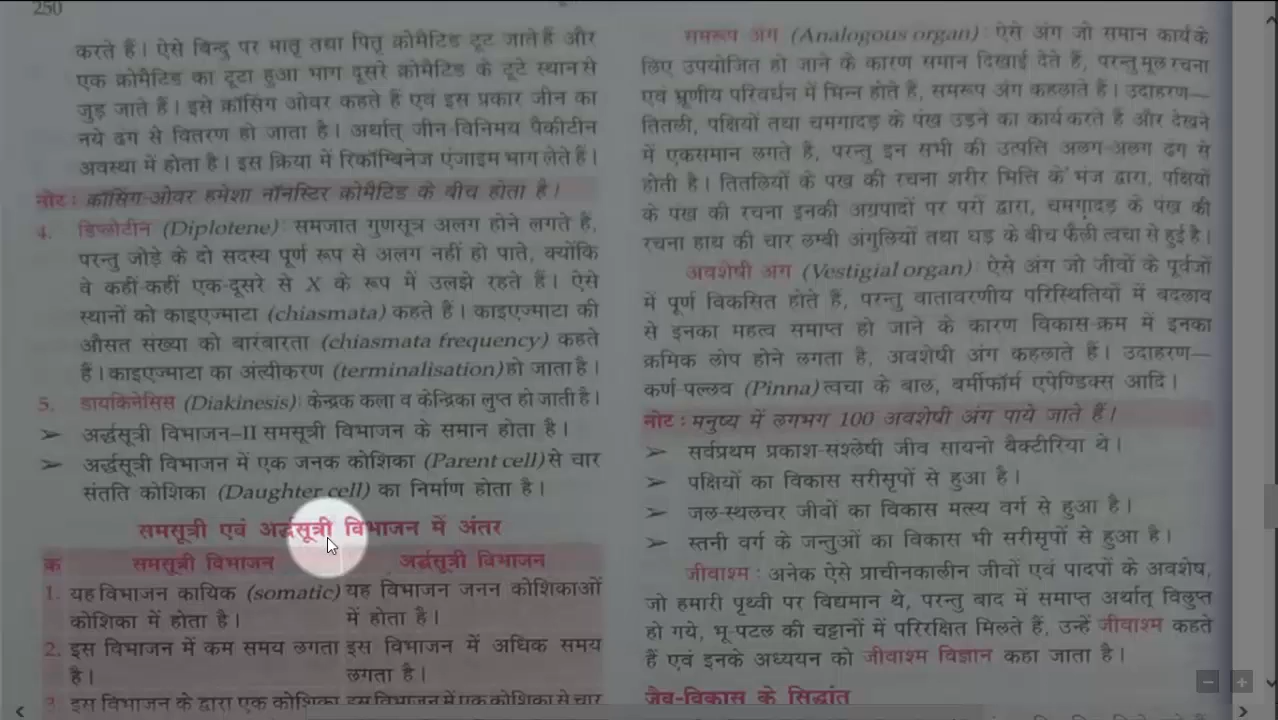 250
करते हैं। ऐसे बिन्दु पर मातृ तथा पितृ क्रोमैटिड टूट जाते हैं और
एक क्रोमैटिड का टूटा हुआ भाग दूसरे क्रोमैटिड के टूटे स्थान से
जुड़ जाते हैं। इसे क्रॉसिंग ओवर कहते हैं एवं इस प्रकार जीन का
नये ढग से वितरण हो जाता है। अर्थात् जीन-विनिमय पैकीटीन
अवस्था में होता है। इस क्रिया में रिकॉम्बिनेज एंजाइम भाग लेते हैं।
नोट : क्रॉसिंग-ओवर हमेशा नॉनस्टिर क्रोमैटिड के बीच होता है।
4. डिप्लोटीन (Diplotene) : समजात गुणसूत्र अलग होने लगते है,
परन्तु जोड़े के दो सदस्य पूर्ण रूप से अलग नहीं हो पाते, क्योंकि
वे कहीं-कहीं एक-दूसरे से X के रूप में उलझे रहते हैं। ऐसे
स्थानों को काइएज्माटा (chiasmata) कहते हैं। काइएज्माटा की
औसत संख्या को बारंबारता (chiasmata frequency) कहते
हैं। काइएज्माटा का अंत्यीकरण (terminalisation) हो जाता है।
5. डायकिनेसिस (Diakinesis) : केन्द्रक कला व केन्द्रिका लुप्त हो जाती है।
➢ अर्द्धसूत्री विभाजन–II समसूत्री विभाजन के समान होता है।
➢ अर्द्धसूत्री विभाजन में एक जनक कोशिका (Parent cell) से चार
संतति कोशिका (Daughter cell) का निर्माण होता है।
समसूत्री एवं अर्द्धसूत्री विभाजन में अंतर
क समसूत्री विभाजन अर्द्धसूत्री विभाजन
1. यह विभाजन कायिक (somatic) यह विभाजन जनन कोशिकाओं
कोशिका में होता है। में होता है।
2. इस विभाजन में कम समय लगता इस विभाजन में अधिक समय
है। लगता है।
3. इस विभाजन के द्वारा एक कोशिका इस विभाजन में एक कोशिका से चार
समरूप अंग (Analogous organ) : ऐसे अंग जो समान कार्य के
लिए उपयोजित हो जाने के कारण समान दिखाई देते हैं, परन्तु मूल रचना
एवं भ्रूणीय परिवर्धन में भिन्न होते है, समरूप अंग कहलाते है। उदाहरण—
तितली, पक्षियों तथा चमगादड़ के पंख उड़ने का कार्य करते हैं और देखने
में एकसमान लगते है, परन्तु इन सभी की उत्पत्ति अलग-अलग ढग से
होती है। तितलियों के पख की रचना शरीर भित्ति के भंज द्वारा, पक्षियों
के पंख की रचना इनकी अग्रपादों पर परों द्वारा, चमगादड़ के पंख की
रचना हाथ की चार लम्बी अंगुलियों तथा धड़ के बीच फैली त्वचा से हुई है।
अवशेषी अंग (Vestigial organ) : ऐसे अंग जो जीवों के पूर्वजों
में पूर्ण विकसित होते हैं, परन्तु वातावरणीय परिस्थितियों में बदलाव
से इनका महत्व समाप्त हो जाने के कारण विकास-क्रम में इनका
क्रमिक लोप होने लगता है, अवशेषी अंग कहलाते हैं। उदाहरण—
कर्ण-पल्लव (Pinna) त्वचा के बाल, वर्मीफॉर्म एपेण्डिक्स आदि।
नोट : मनुष्य में लगभग 100 अवशेषी अंग पाये जाते हैं।
➢ सर्वप्रथम प्रकाश-सश्लेषी जीव सायनो बैक्टीरिया थे।
➢ पक्षियों का विकास सरीसृपों से हुआ है।
➢ जल-स्थलचर जीवों का विकास मत्स्य वर्ग से हुआ है।
➢ स्तनी वर्ग के जन्तुओं का विकास भी सरीसृपों से हुआ है।
जीवाश्म : अनेक ऐसे प्राचीनकालीन जीवों एवं पादपों के अवशेष,
जो हमारी पृथ्वी पर विद्यमान थे, परन्तु बाद में समाप्त अर्थात् विलुप्त
हो गये, भू-पटल की चट्टानों में परिरक्षित मिलते हैं, उन्हें जीवाश्म कहते
हैं एवं इनके अध्ययन को जीवाश्म विज्ञान कहा जाता है।
जैव-विकास के सिद्धांत